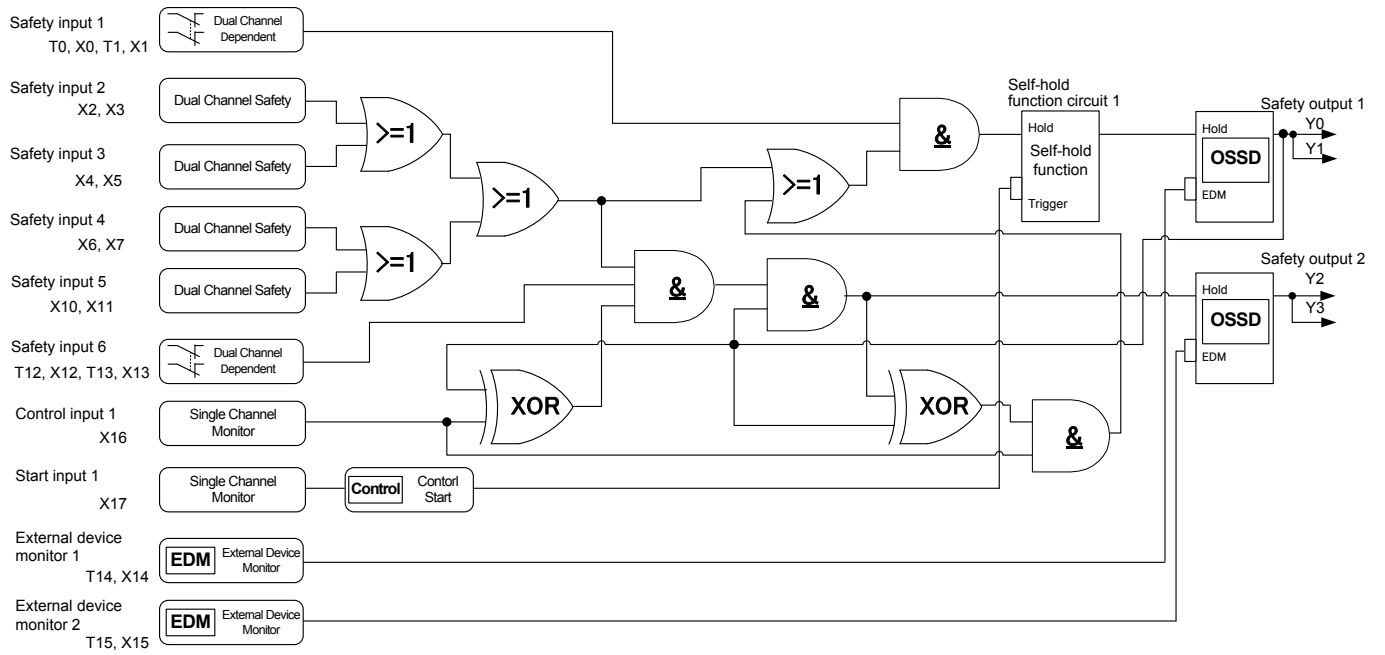 Safety input 1
T0, X0, T1, X1
Dual Channel
Dependent
Safety input 2
X2, X3
Dual Channel Safety
Safety input 3
X4, X5
Dual Channel Safety
Safety input 4
X6, X7
Dual Channel Safety
Safety input 5
X10, X11
Dual Channel Safety
Safety input 6
T12, X12, T13, X13
Dual Channel
Dependent
Control input 1
X16
Single Channel
Monitor
Start input 1
X17
Single Channel
Monitor
Control
Contorl
Start
External device
monitor 1
T14, X14
EDM
External Device
Monitor
External device
monitor 2
T15, X15
EDM
External Device
Monitor
>=1
>=1
>=1
>=1
&
&
&
XOR
XOR
&
Self-hold
function circuit 1
Hold
Self-hold
function
Trigger
Safety output 1
Hold
OSSD
EDM
Y0
Y1
Safety output 2
Hold
OSSD
EDM
Y2
Y3